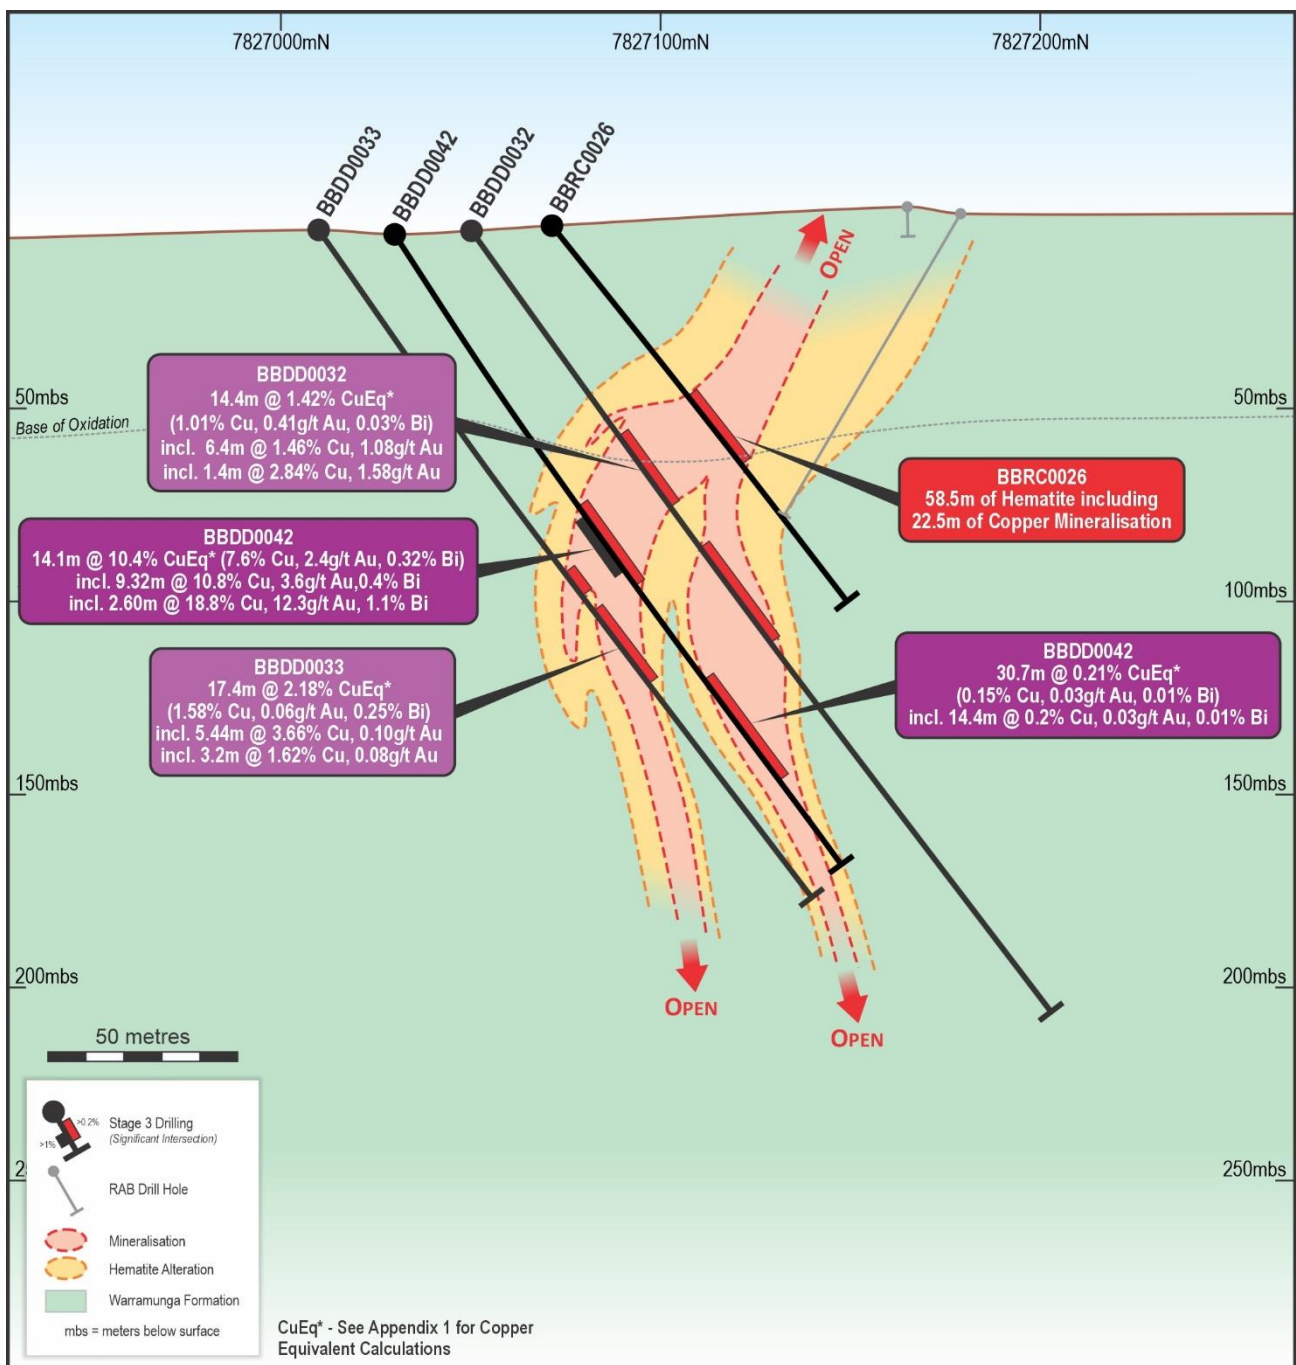 7827000mN
7827100mN
7827200mN
BBDD0033
BBDD0042
BBDD0032
BBRC0026
OPEN
BBDD0032
14.4m @ 1.42% CuEq*
(1.01% Cu, 0.41g/t Au, 0.03% Bi)
incl. 6.4m @ 1.46% Cu, 1.08g/t Au
incl. 1.4m @ 2.84% Cu, 1.58g/t Au
50mbs
50mbs
Base of Oxidation
BBRC0026
58.5m of Hematite including
22.5m of Copper Mineralisation
BBDD0042
14.1m @ 10.4% CuEq* (7.6% Cu, 2.4g/t Au, 0.32% Bi)
incl. 9.32m @ 10.8% Cu, 3.6g/t Au,0.4% Bi
incl. 2.60m @ 18.8% Cu, 12.3g/t Au, 1.1% Bi
100mbs
BBDD0033
17.4m @ 2.18% CuEq*
(1.58% Cu, 0.06g/t Au, 0.25% Bi)
incl. 5.44m @ 3.66% Cu, 0.10g/t Au
incl. 3.2m @ 1.62% Cu, 0.08g/t Au
BBDD0042
30.7m @ 0.21% CuEq*
(0.15% Cu, 0.03g/t Au, 0.01% Bi)
incl. 14.4m @ 0.2% Cu, 0.03g/t Au, 0.01% Bi
150mbs
150mbs
200mbs
200mbs
OPEN
OPEN
50 metres
>0.2%
>1%
Stage 3 Drilling
(Significant Intersection)
250mbs
RAB Drill Hole
Mineralisation
Hematite Alteration
Warramunga Formation
mbs = meters below surface
CuEq* - See Appendix 1 for Copper
Equivalent Calculations